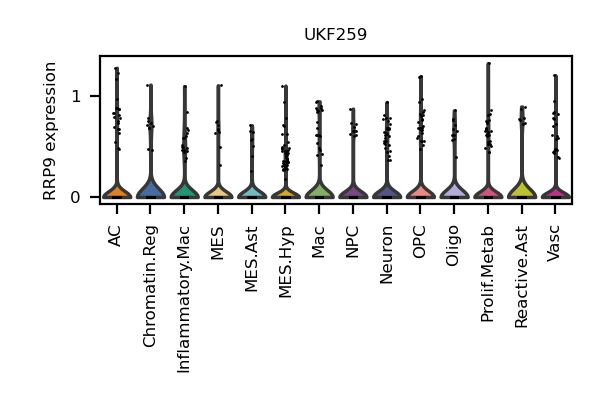 UKF259
RRP9 expression
1
0
AC
Chromatin.Reg
Inflammatory.Mac
MES
MES.Ast
MES.Hyp
Mac
NPC
Neuron
OPC
Oligo
Prolif.Metab
Reactive.Ast
Vasc